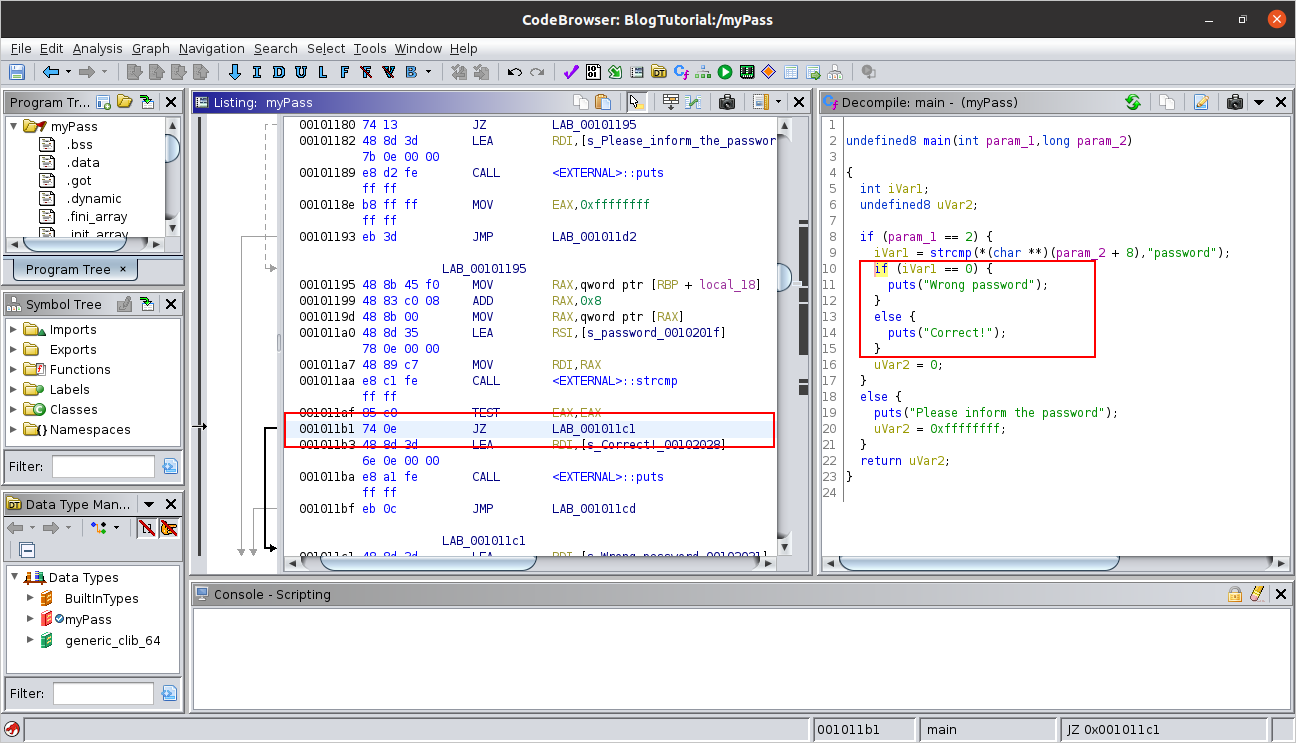 CodeBrowser: BlogTutorial:/myPass
File Edit Analysis Graph Navigation Search Select Tools Window Help
I D U L F F V B
Program Tr...
myPass
.bss
.data
.got
.dynamic
.fini_array
.init_array
Program Tree ×
Symbol Tree
Imports
Exports
Functions
Labels
Classes
Namespaces
Filter:
Data Type Man...
Data Types
BuiltInTypes
myPass
generic_clib_64
Filter:
Listing: myPass
00101180 74 13 JZ LAB_00101195
00101182 48 8d 3d LEA RDI,[s_Please_inform_the_passwor
7b 0e 00 00
00101189 e8 d2 fe CALL <EXTERNAL>::puts
ff ff
0010118e b8 ff ff MOV EAX,0xffffffff
ff ff
00101193 eb 3d JMP LAB_001011d2
LAB_00101195
00101195 48 8b 45 f0 MOV RAX,qword ptr [RBP + local_18]
00101199 48 83 c0 08 ADD RAX,0x8
0010119d 48 8b 00 MOV RAX,qword ptr [RAX]
001011a0 48 8d 35 LEA RSI,[s_password_0010201f]
78 0e 00 00
001011a7 48 89 c7 MOV RDI,RAX
001011aa e8 c1 fe CALL <EXTERNAL>::strcmp
ff ff
001011af 85 c0 TEST EAX,EAX
001011b1 74 0e JZ LAB_001011c1
001011b3 48 8d 3d LEA RDI,[s_Correct!_00102028]
6e 0e 00 00
001011ba e8 a1 fe CALL <EXTERNAL>::puts
ff ff
001011bf eb 0c JMP LAB_001011cd
LAB_001011c1
001011c1 48 8d 3d LEA RDI,[s_Wrong_password_00102031]
Decompile: main - (myPass)
1
2 undefined8 main(int param_1,long param_2)
3
4 {
5 int iVar1;
6 undefined8 uVar2;
7
8 if (param_1 == 2) {
9 iVar1 = strcmp(*(char **)(param_2 + 8),"password");
10 if (iVar1 == 0) {
11 puts("Wrong password");
12 }
13 else {
14 puts("Correct!");
15 }
16 uVar2 = 0;
17 }
18 else {
19 puts("Please inform the password");
20 uVar2 = 0xffffffff;
21 }
22 return uVar2;
23 }
24
Console - Scripting
001011b1
main
JZ 0x001011c1